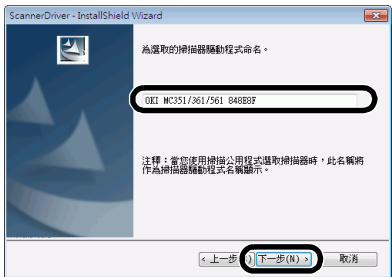 ScannerDriver - InstallShield Wizard
為選取的掃描器驅動程式命名。
OKI MC351/361/561 848E8F
注釋：當您使用掃描公用程式選取掃描器時，此名稱將
作為掃描器驅動程式名稱顯示。
< 上一步 下一步(N) > 取消